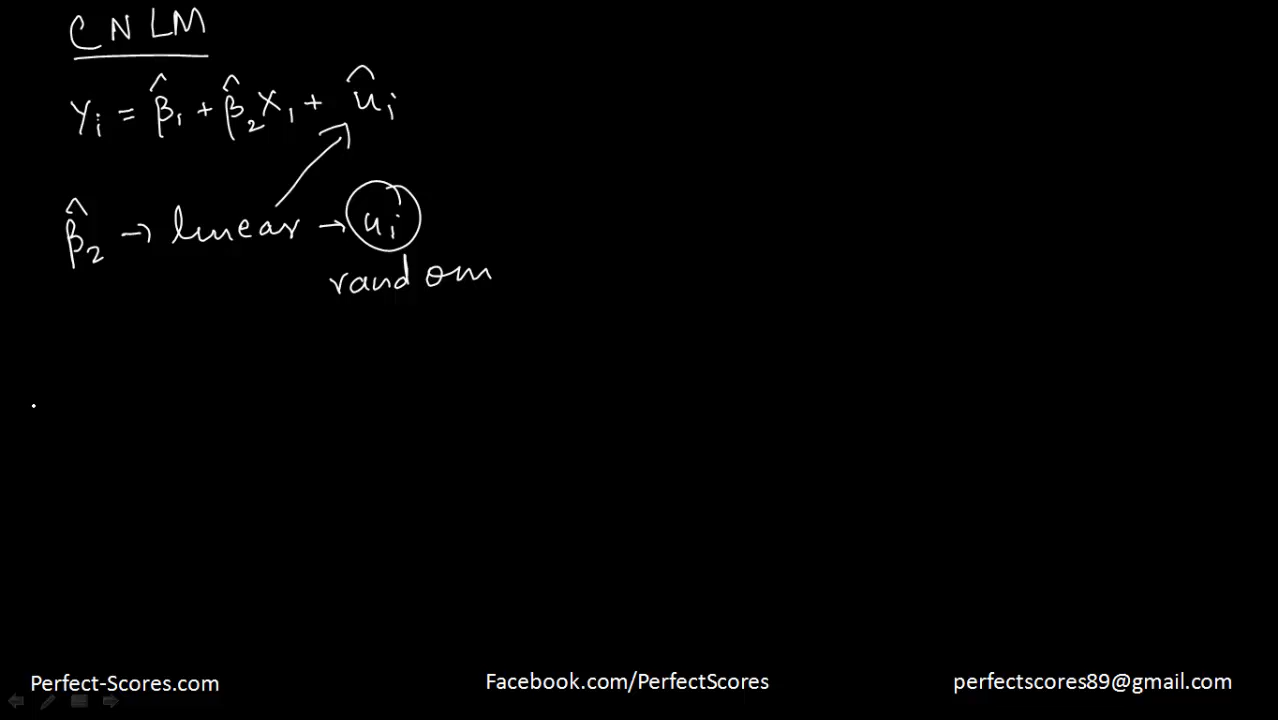 CNLM
Yᵢ = β̂₁ + β̂₂X₁ + ûᵢ
β̂₂ → linear → uᵢ
random
Perfect-Scores.com
Facebook.com/PerfectScores
perfectscores89@gmail.com